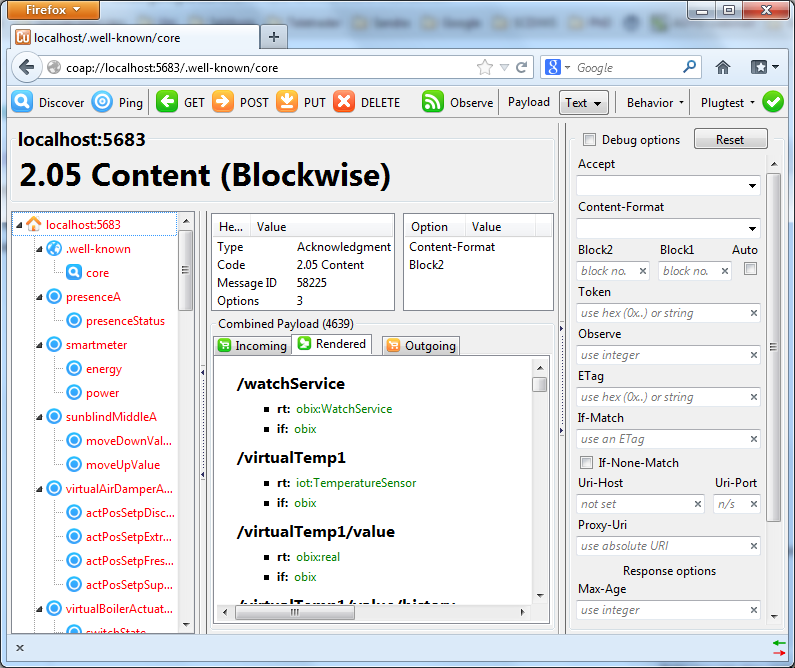 Firefox
localhost/.well-known/core
coap://localhost:5683/.well-known/core
Google
Discover Ping GET POST PUT DELETE Observe Payload Text Behavior Plugtest
localhost:5683
2.05 Content (Blockwise)
localhost:5683
.well-known
core
presenceA
presenceStatus
smartmeter
energy
power
sunblindMiddleA
moveDownVal...
moveUpValue
virtualAirDamperA...
actPosSetpDisc...
actPosSetpExtr...
actPosSetpFres...
actPosSetpSup...
virtualBoilerActuat...
switchState
He... Value
Type Acknowledgment
Code 2.05 Content
Message ID 58225
Options 3
Option Value
Content-Format
Block2
Combined Payload (4639)
Incoming Rendered Outgoing
/watchService
rt: obix:WatchService
if: obix
/virtualTemp1
rt: iot:TemperatureSensor
if: obix
/virtualTemp1/value
rt: obix:real
if: obix
/virtualTemp1/value/history
Debug options Reset
Accept
Content-Format
Block2 Block1 Auto
block no. block no.
Token
use hex (0x..) or string
Observe
use integer
ETag
use hex (0x..) or string
If-Match
use an ETag
If-None-Match
Uri-Host Uri-Port
not set n/s
Proxy-Uri
use absolute URI
Response options
Max-Age
use integer